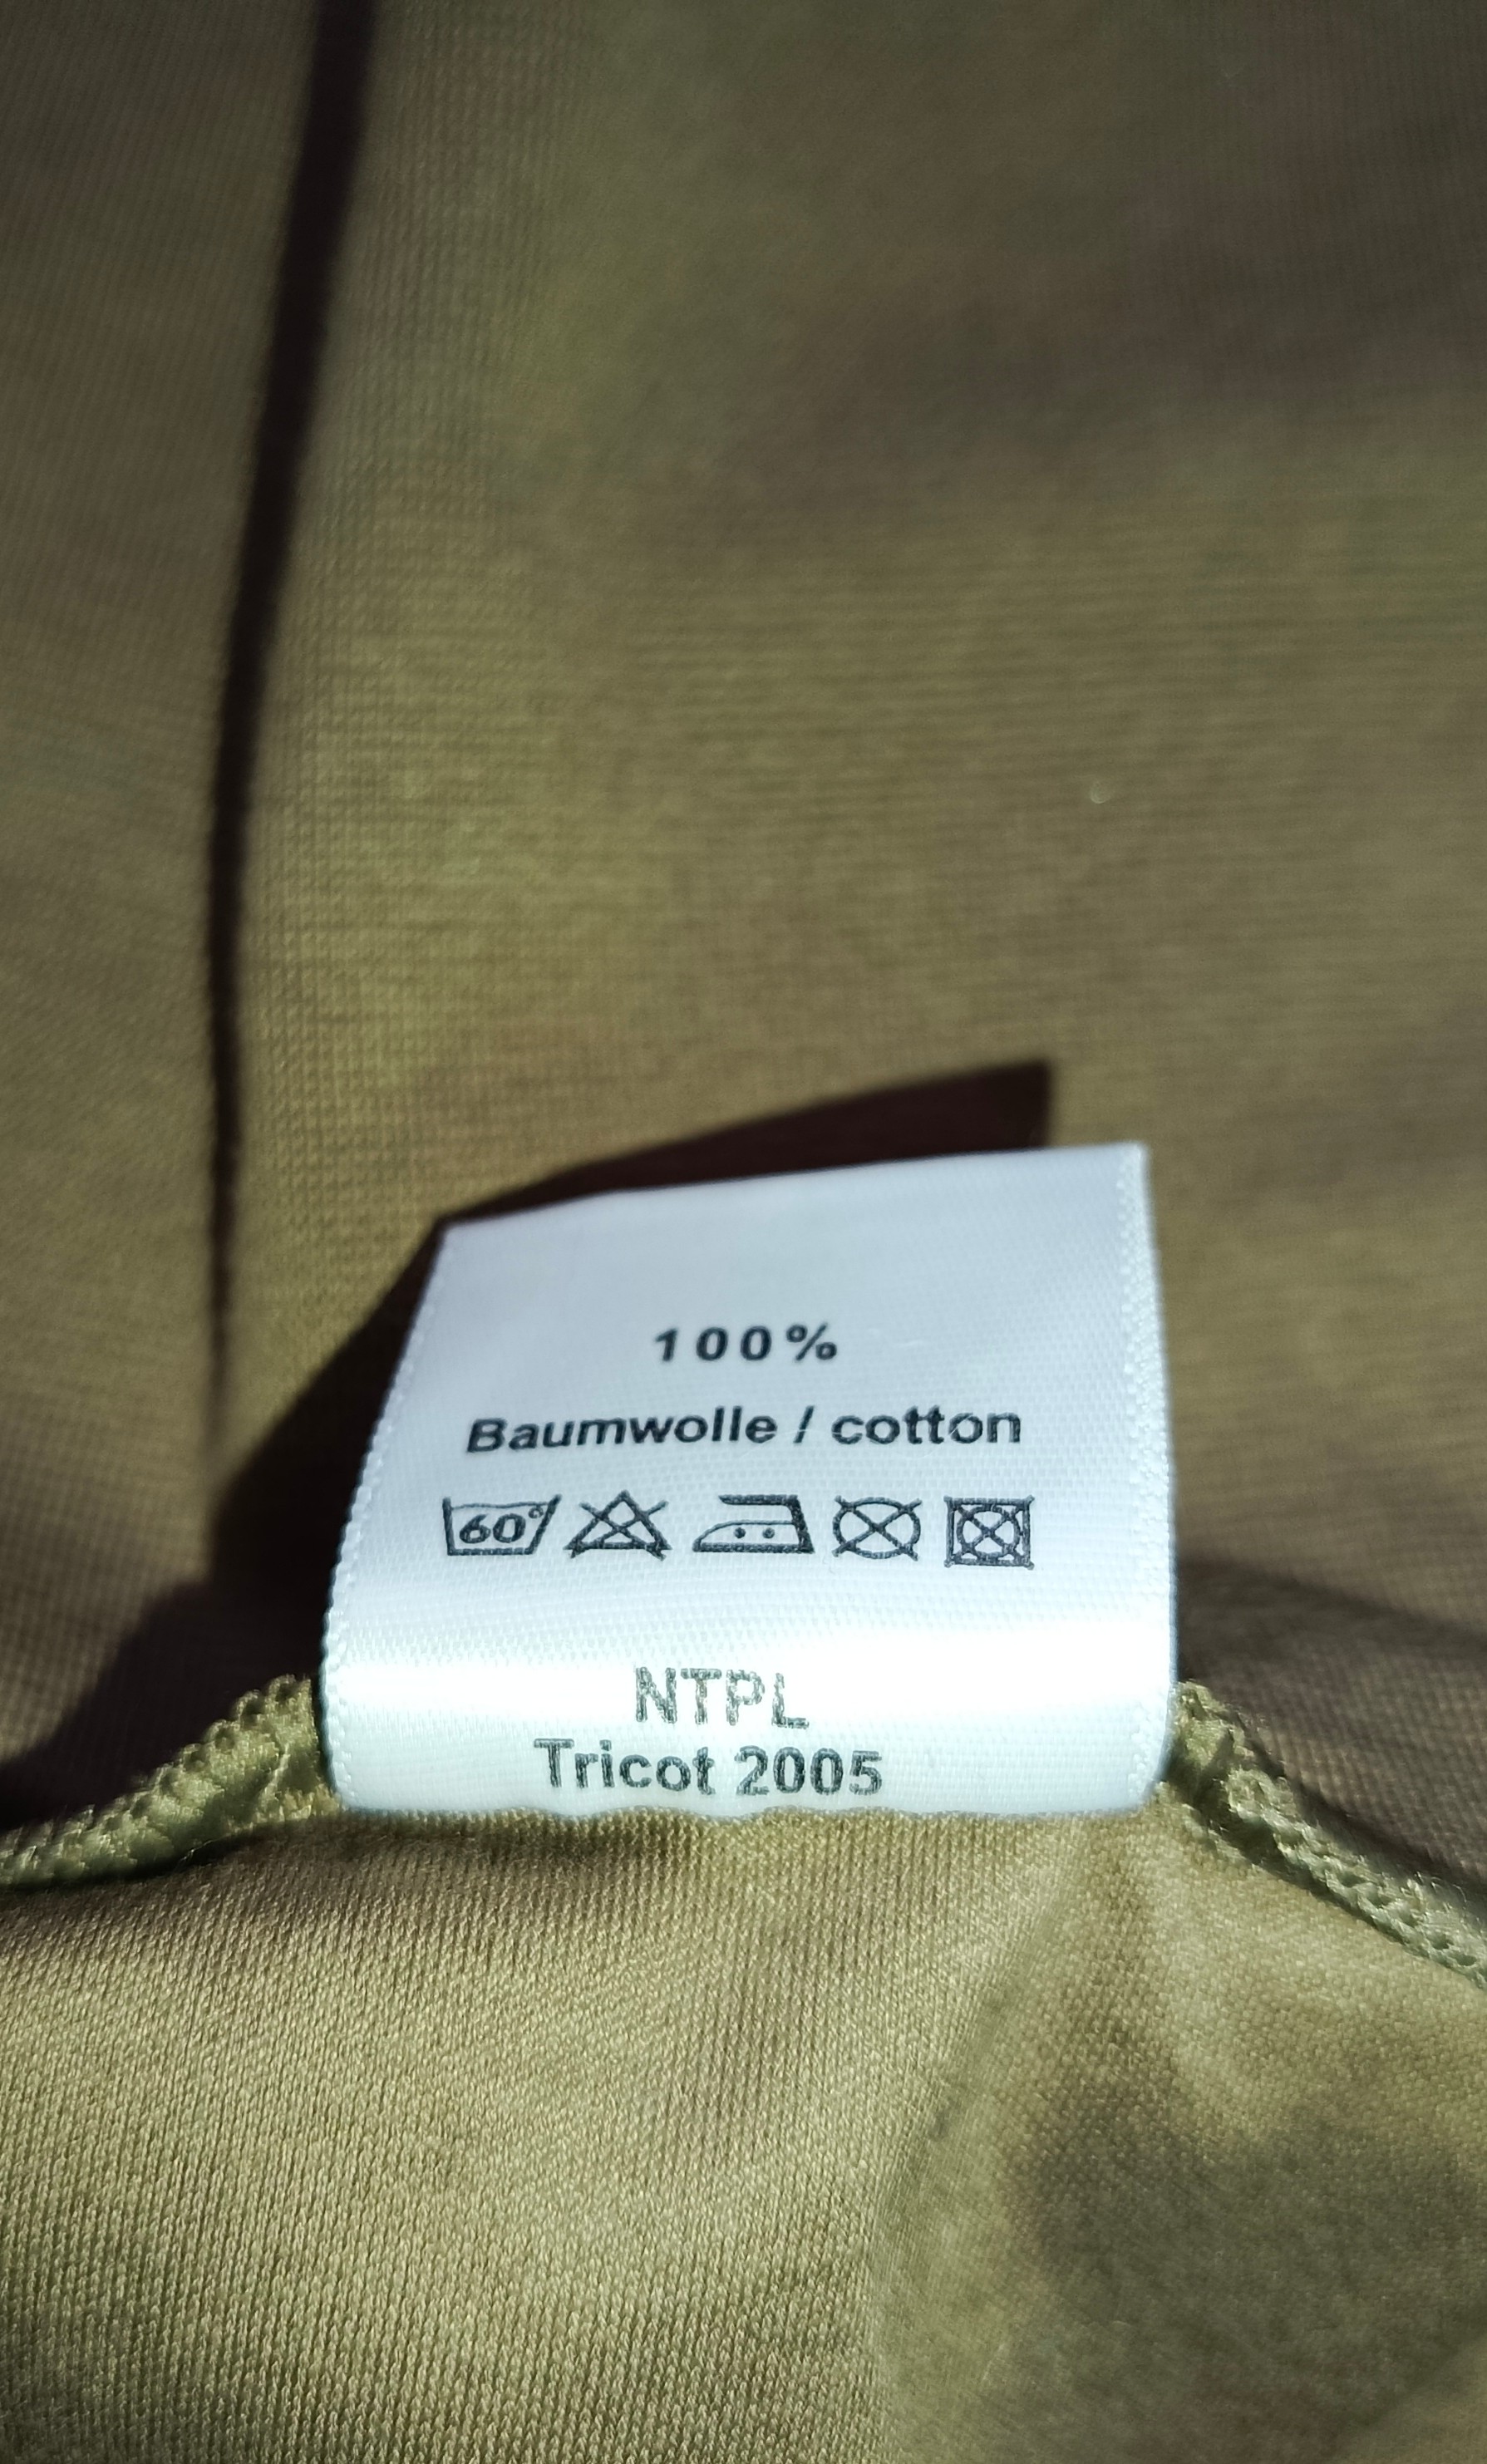 100%
Baumwolle / cotton
60°
NTPL
Tricot 2005